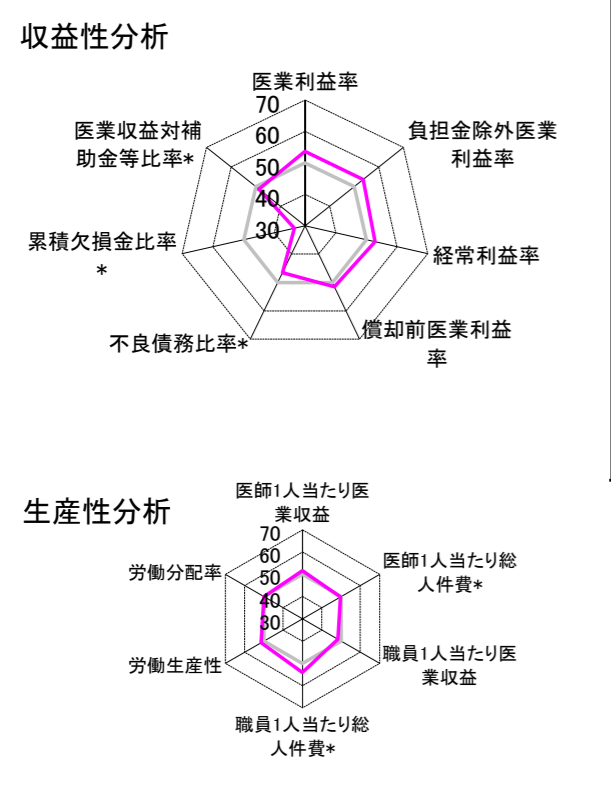 収益性分析
医業利益率
負担金除外医業
利益率
経常利益率
償却前医業利益
率
不良債務比率*
累積欠損金比率
*
医業収益対補
助金等比率*
70
60
50
40
30
生産性分析
医師1人当たり医
業収益
医師1人当たり総
人件費*
職員1人当たり医
業収益
職員1人当たり総
人件費*
労働生産性
労働分配率
70
60
50
40
30